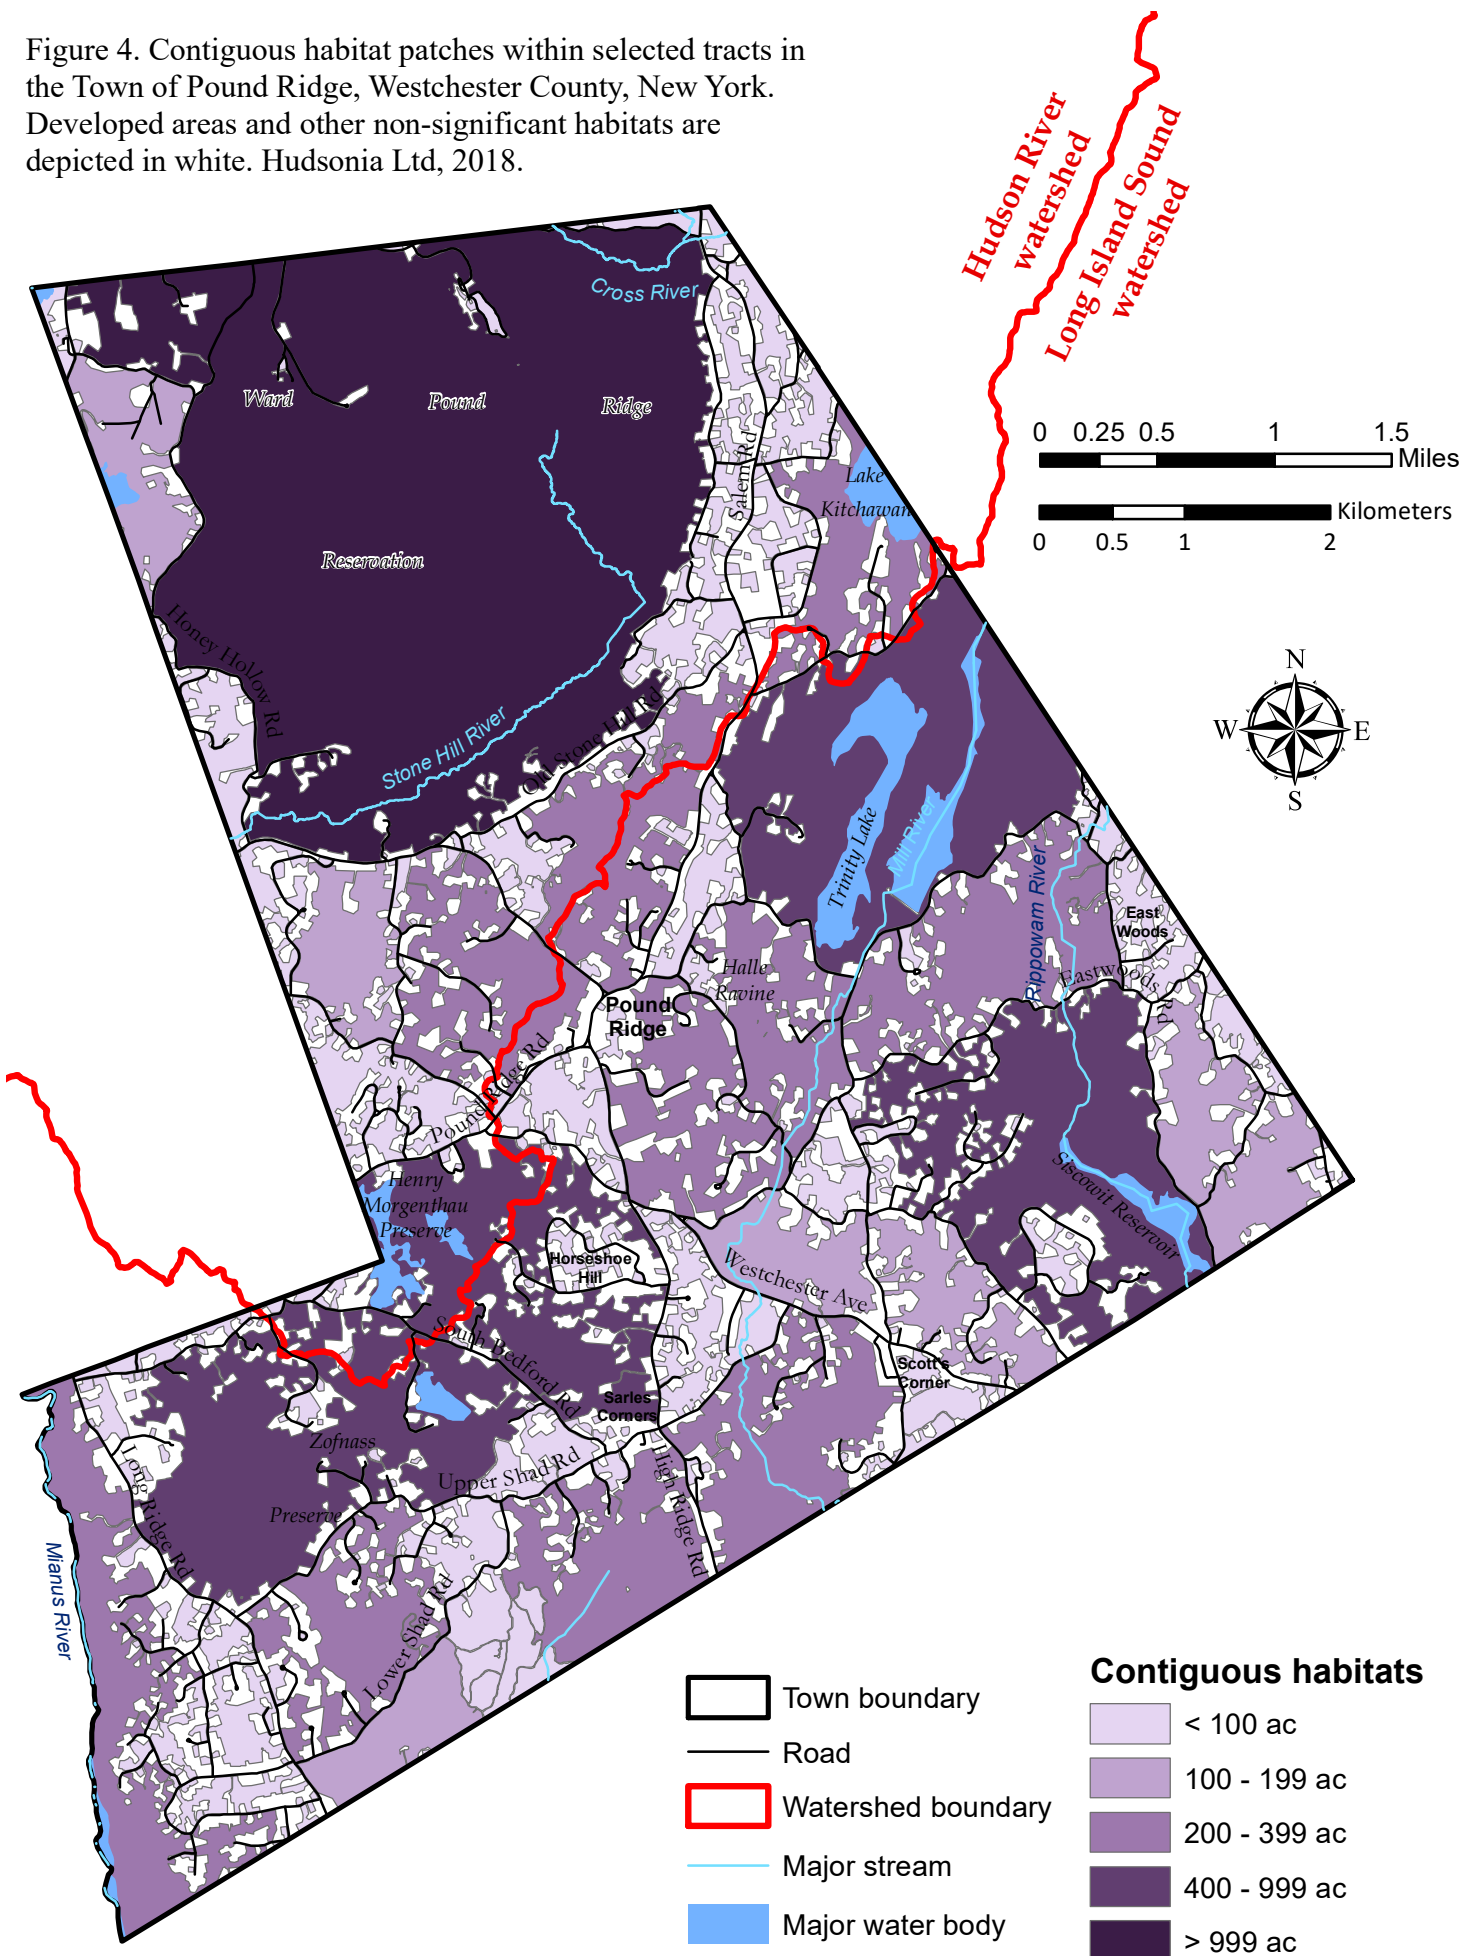 Figure 4. Contiguous habitat patches within selected tracts in
the Town of Pound Ridge, Westchester County, New York.
Developed areas and other non-significant habitats are
depicted in white. Hudsonia Ltd, 2018.
Hudson River
watershed
Long Island Sound
watershed
Cross River
Ward
Pound
Ridge
Reservation
0 0.25 0.5 1 1.5
Miles
Kilometers
0 0.5 1 2
Salem Rd
Lake
Kitchawan
Honey Hollow Rd
Stone Hill River
Old Stone Hill Rd
N
W
E
S
Trinity Lake
Mill River
Rippowam River
East
Woods
Eastwoods Rd
Halle
Ravine
Pound
Ridge
Pound Ridge Rd
Henry
Morgenthau
Preserve
Siscowit Reservoir
Horseshoe
Hill
Westchester Ave
South Bedford Rd
Scott's
Corner
Sarles
Corners
Zofnass
Preserve
Upper Shad Rd
High Ridge Rd
Long Ridge Rd
Lower Shad Rd
Mianus River
Town boundary
Road
Watershed boundary
Major stream
Major water body
Contiguous habitats
< 100 ac
100 - 199 ac
200 - 399 ac
400 - 999 ac
> 999 ac